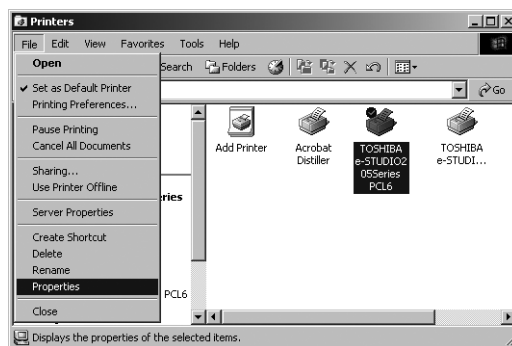 Printers
File Edit View Favorites Tools Help
Open
Set as Default Printer
Printing Preferences...
Pause Printing
Cancel All Documents
Sharing...
Use Printer Offline
Server Properties
Create Shortcut
Delete
Rename
Properties
Close
Search Folders
Go
Add Printer
Acrobat
Distiller
TOSHIBA
e-STUDIO2
05Series
PCL6
TOSHIBA
e-STUDI...
eries
PCL6
Displays the properties of the selected items.